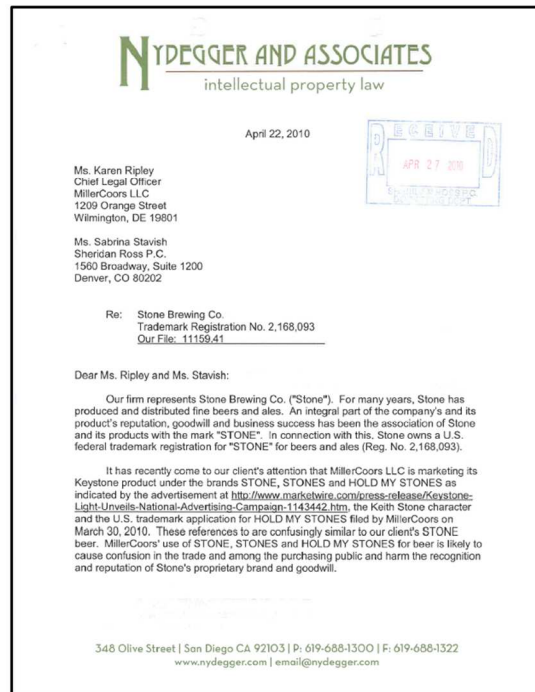 NYDEGGER AND ASSOCIATES
intellectual property law
April 22, 2010
RECEIVED
APR 27 2010
Ms. Karen Ripley
Chief Legal Officer
MillerCoors LLC
1209 Orange Street
Wilmington, DE 19801
Ms. Sabrina Stavish
Sheridan Ross P.C.
1560 Broadway, Suite 1200
Denver, CO 80202
Re: Stone Brewing Co.
Trademark Registration No. 2,168,093
Our File: 11159.41
Dear Ms. Ripley and Ms. Stavish:
Our firm represents Stone Brewing Co. ("Stone"). For many years, Stone has
produced and distributed fine beers and ales. An integral part of the company's and its
product's reputation, goodwill and business success has been the association of Stone
and its products with the mark "STONE". In connection with this, Stone owns a U.S.
federal trademark registration for "STONE" for beers and ales (Reg. No. 2,168,093).
It has recently come to our client's attention that MillerCoors LLC is marketing its
Keystone product under the brands STONE, STONES and HOLD MY STONES as
indicated by the advertisement at http://www.marketwire.com/press-release/Keystone-
Light-Unveils-National-Advertising-Campaign-1143442.htm, the Keith Stone character
and the U.S. trademark application for HOLD MY STONES filed by MillerCoors on
March 30, 2010. These references to are confusingly similar to our client's STONE
beer. MillerCoors' use of STONE, STONES and HOLD MY STONES for beer is likely to
cause confusion in the trade and among the purchasing public and harm the recognition
and reputation of Stone's proprietary brand and goodwill.
348 Olive Street | San Diego CA 92103 | P: 619-688-1300 | F: 619-688-1322
www.nydegger.com | email@nydegger.com